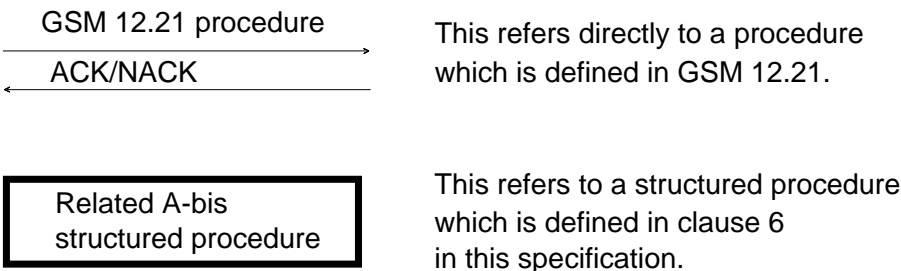 GSM 12.21 procedure
ACK/NACK
This refers directly to a procedure
which is defined in GSM 12.21.
Related A-bis
structured procedure
This refers to a structured procedure
which is defined in clause 6
in this specification.